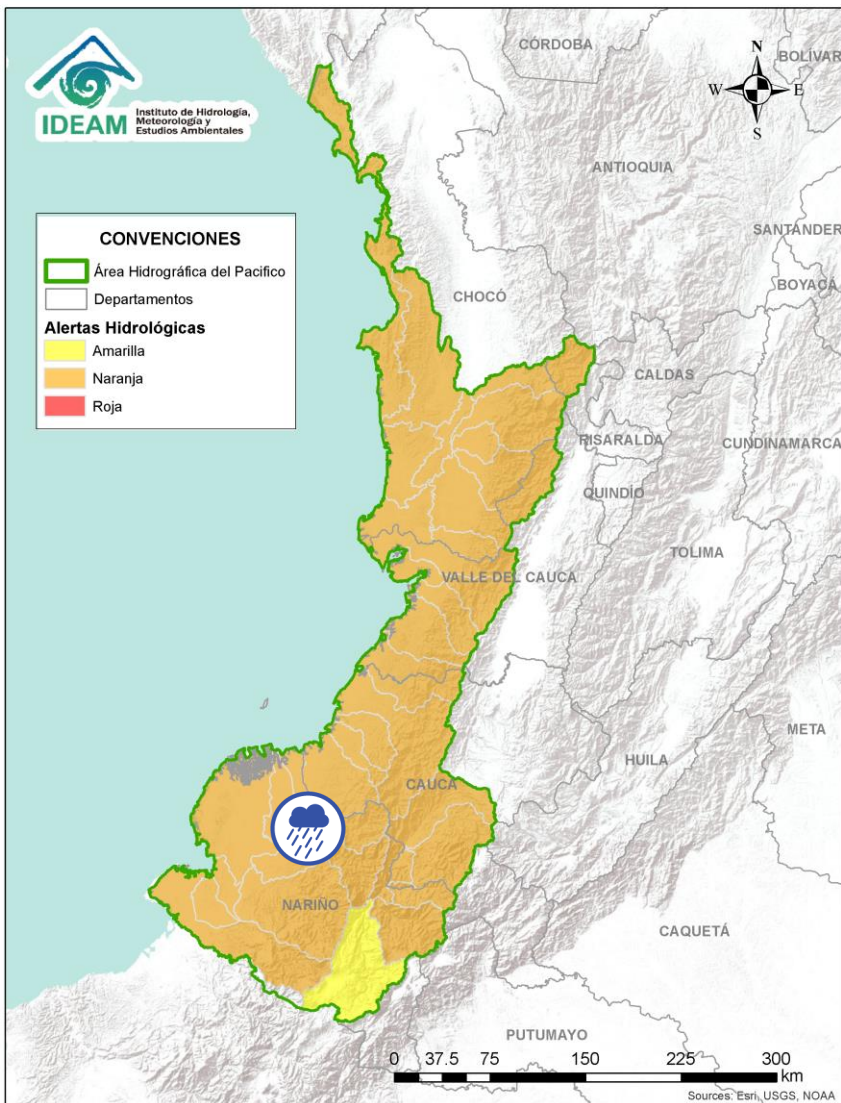 IDEAM
Instituto de Hidrología,
Meteorología y
Estudios Ambientales
CÓRDOBA
BOLÍVAR
N
W
E
S
ANTIOQUIA
SANTANDER
BOYACÁ
CONVENCIONES
Área Hidrográfica del Pacifico
Departamentos
Alertas Hidrológicas
Amarilla
Naranja
Roja
CHOCÓ
CALDAS
RISARALDA
CUNDINAMARCA
QUINDÍO
TOLIMA
VALLE DEL CAUCA
META
HUILA
CAUCA
NARIÑO
CAQUETÁ
PUTUMAYO
0 37.5 75 150 225 300
km
Sources: Esri, USGS, NOAA